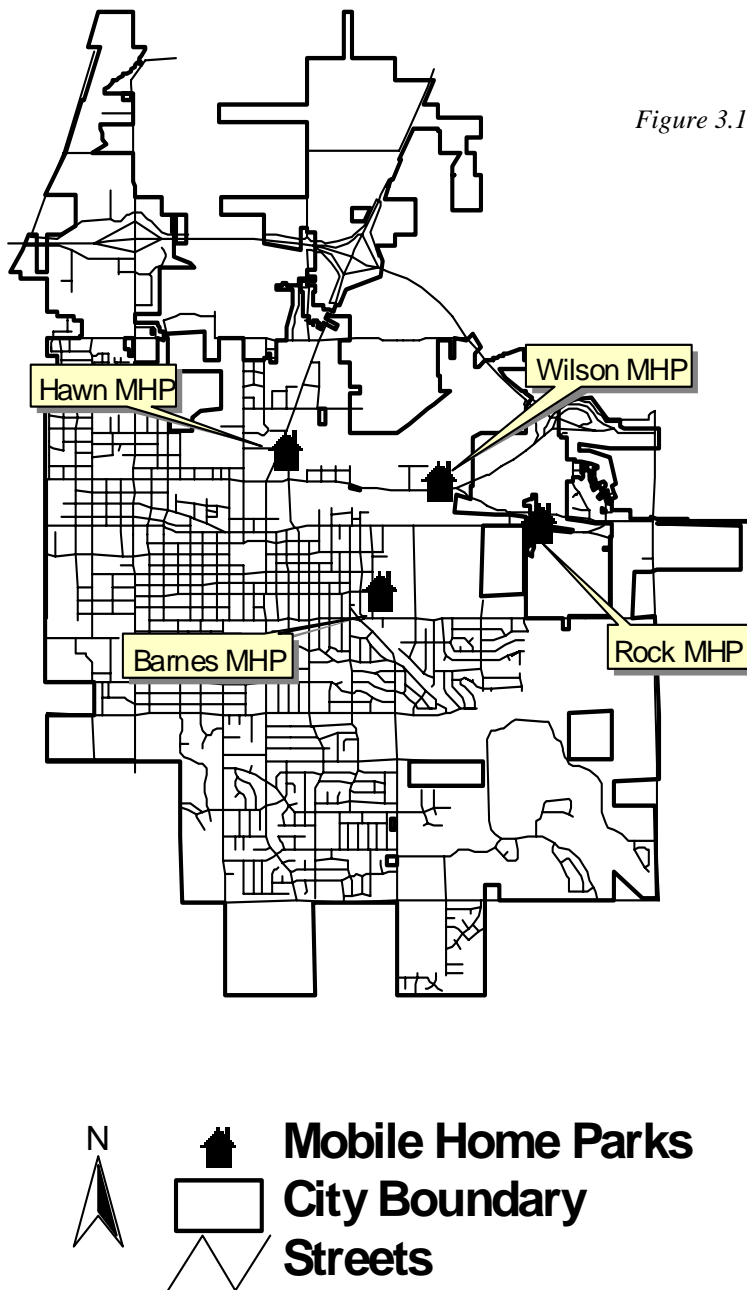 Figure 3.1
Wilson MHP
Hawn MHP
Barnes MHP
Rock MHP
N
Mobile Home Parks
City Boundary
Streets